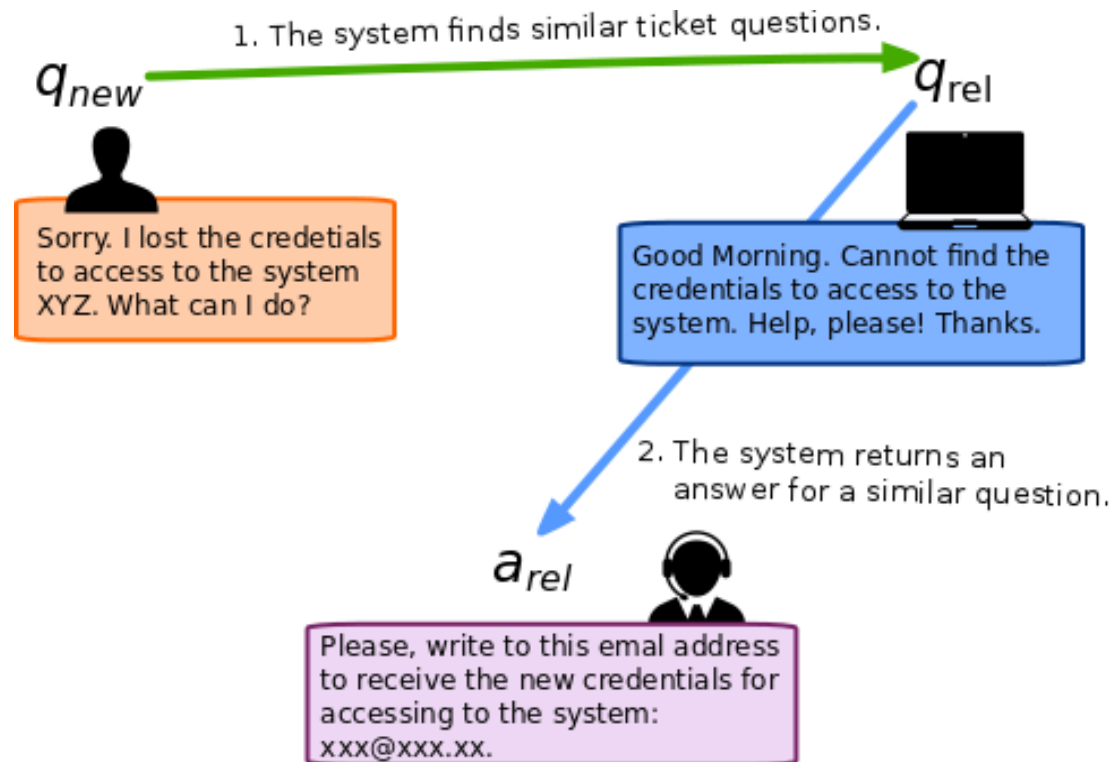 1. The system finds similar ticket questions.
qnew
qrel
Sorry. I lost the credetials
to access to the system
XYZ. What can I do?
Good Morning. Cannot find the
credentials to access to the
system. Help, please! Thanks.
2. The system returns an
answer for a similar question.
arel
Please, write to this emal address
to receive the new credentials for
accessing to the system:
xxx@xxx.xx.